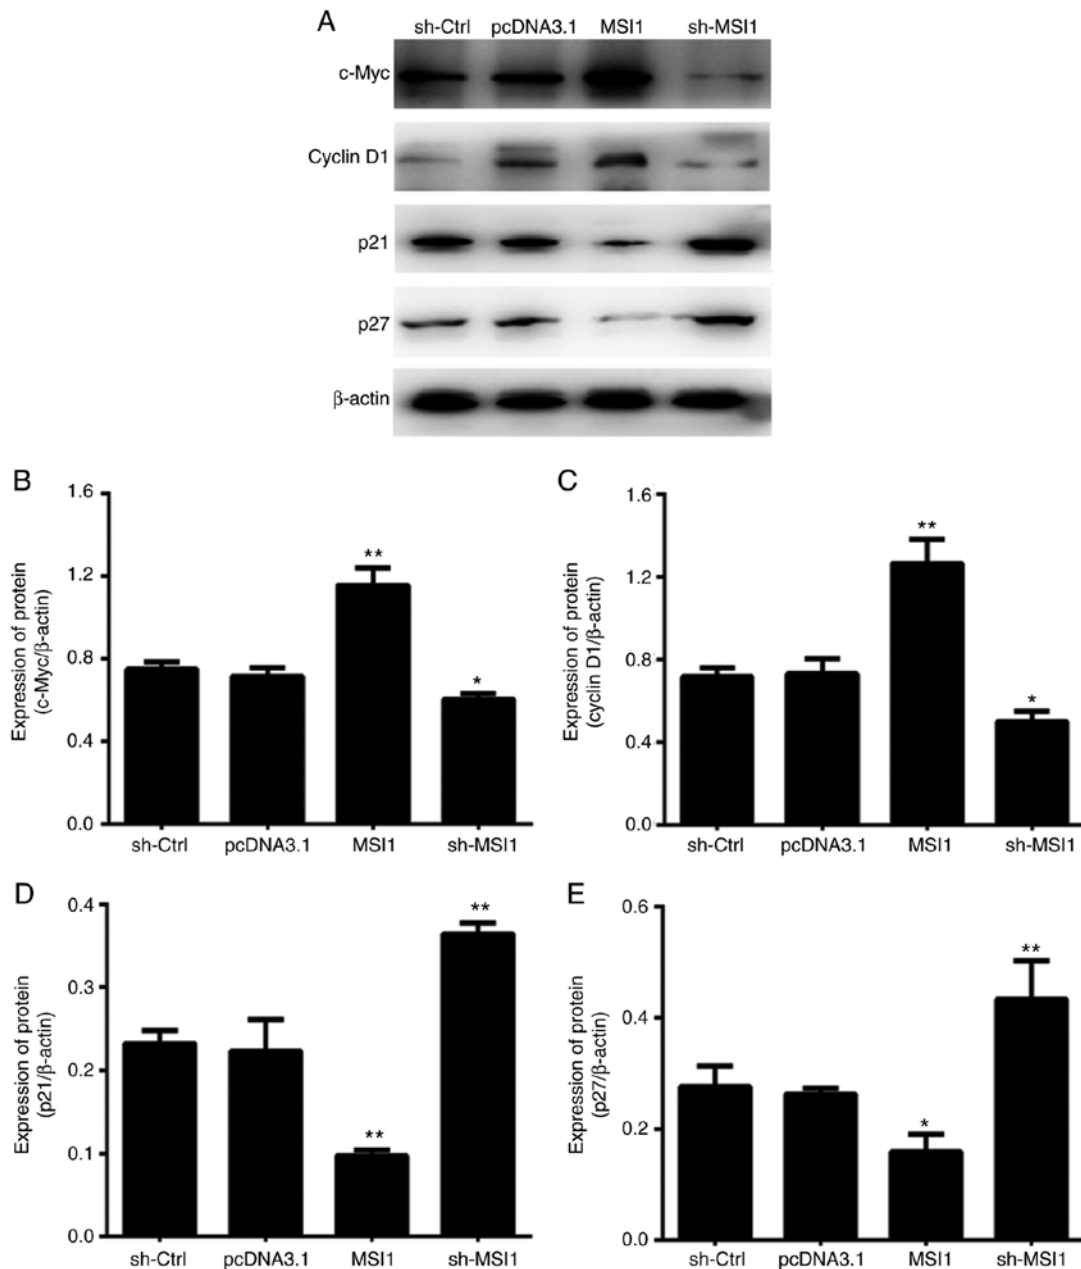 A
sh-Ctrl pcDNA3.1 MSI1 sh-MSI1
c-Myc
Cyclin D1
p21
p27
β-actin
B
Expression of protein
(c-Myc/β-actin)
1.6
1.2
0.8
0.4
0.0
**
*
sh-Ctrl pcDNA3.1 MSI1 sh-MSI1
C
Expression of protein
(cyclin D1/β-actin)
1.6
1.2
0.8
0.4
0.0
**
*
sh-Ctrl pcDNA3.1 MSI1 sh-MSI1
D
Expression of protein
(p21/β-actin)
0.4
0.3
0.2
0.1
0.0
**
**
sh-Ctrl pcDNA3.1 MSI1 sh-MSI1
E
Expression of protein
(p27/β-actin)
0.6
0.4
0.2
0.0
*
**
sh-Ctrl pcDNA3.1 MSI1 sh-MSI1